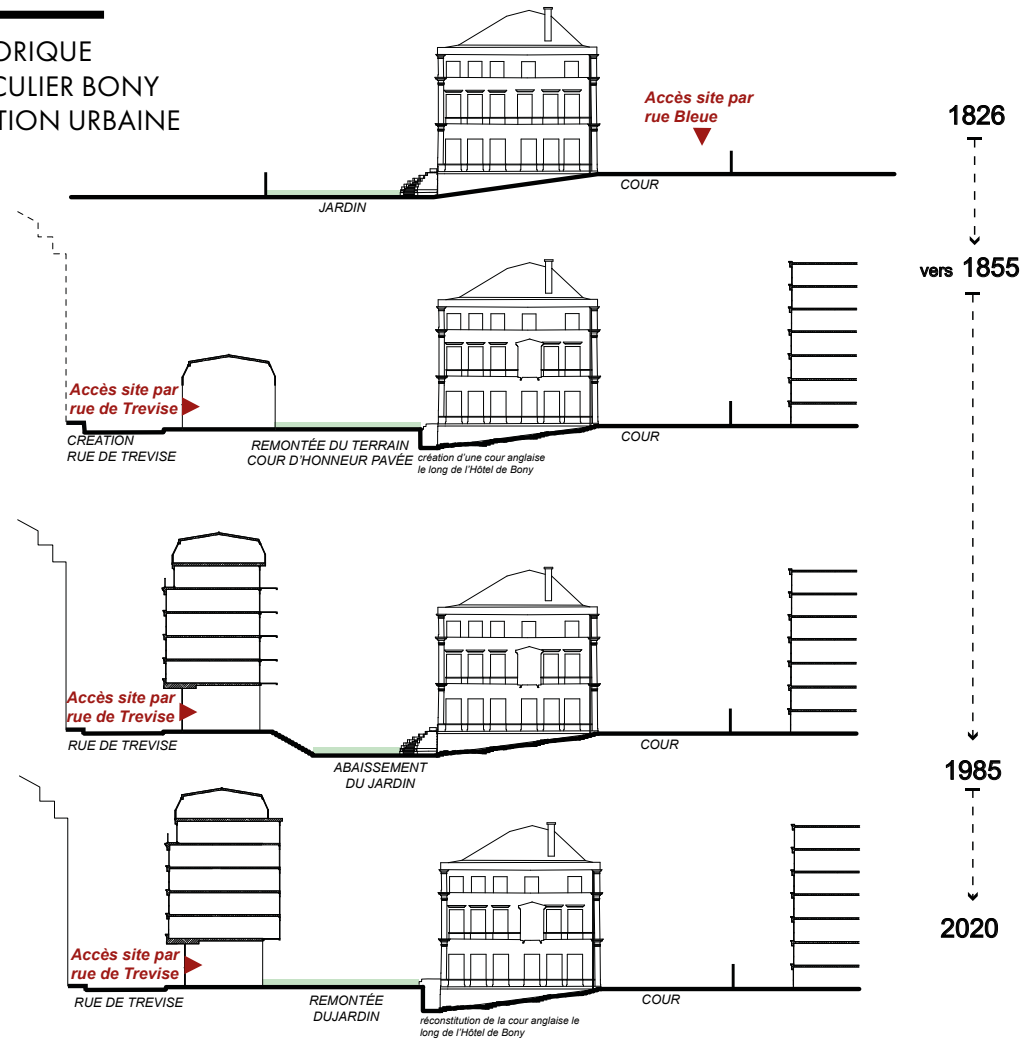 ORIQUE
CULIER BONY
TION URBAINE
Accès site par
rue Bleue
1826
JARDIN
COUR
vers 1855
Accès site par
rue de Trevise
CREATION
RUE DE TREVISE
REMONTÉE DU TERRAIN
COUR D'HONNEUR PAVÉE
création d'une cour anglaise
le long de l'Hôtel de Bony
COUR
Accès site par
rue de Trevise
RUE DE TREVISE
ABAISSEMENT
DU JARDIN
COUR
1985
Accès site par
rue de Trevise
RUE DE TREVISE
REMONTÉE
DUJARDIN
réconstitution de la cour anglaise le
long de l'Hôtel de Bony
COUR
2020